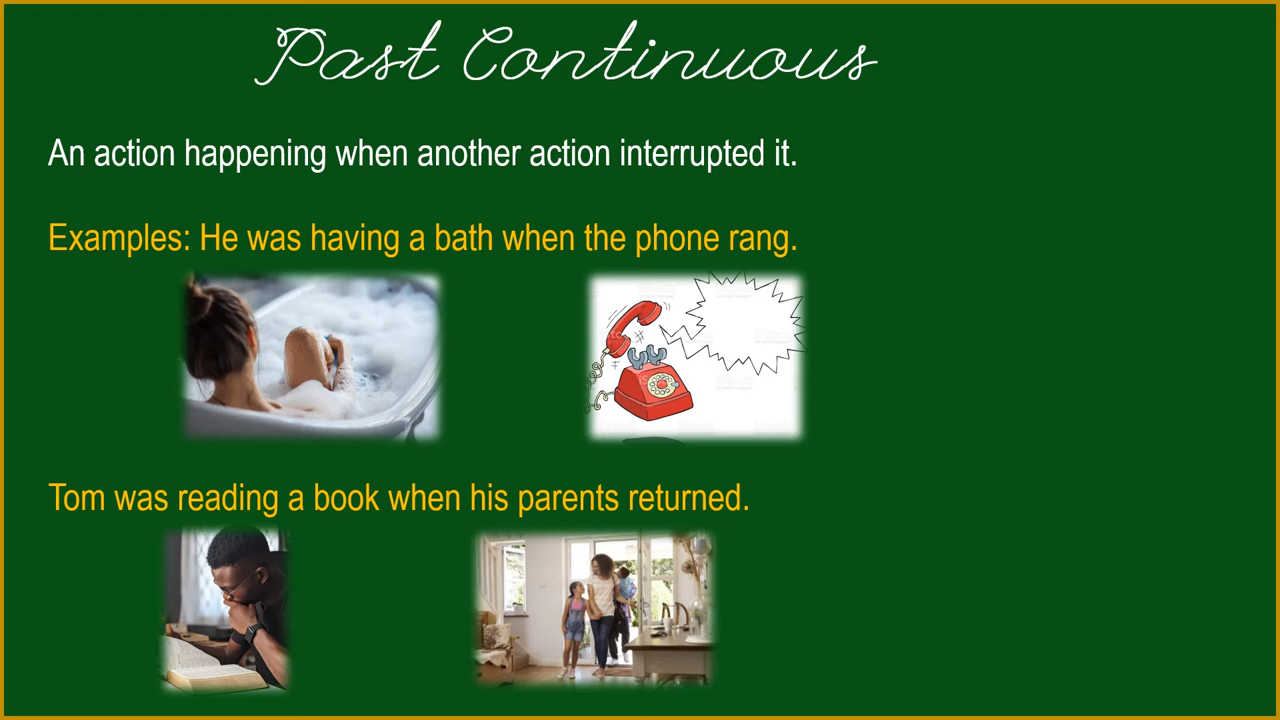 Past Continuous
An action happening when another action interrupted it.
Examples: He was having a bath when the phone rang.
Tom was reading a book when his parents returned.